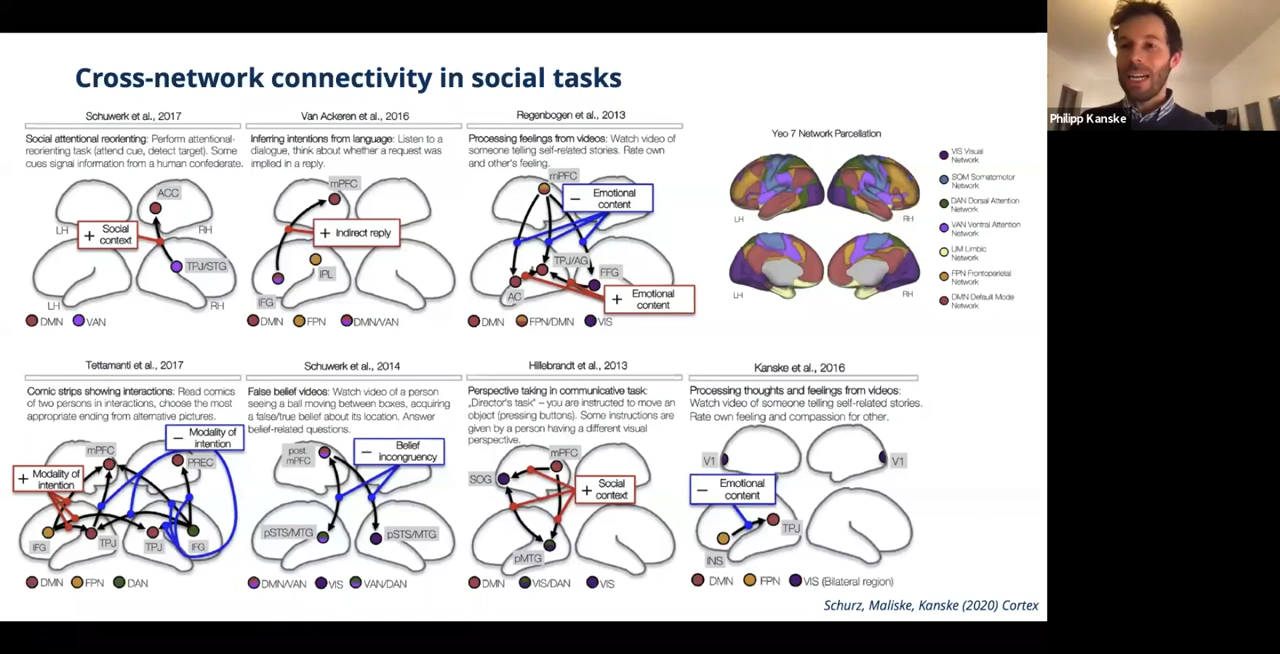 Cross-network connectivity in social tasks
Schuwerk et al., 2017
Social attentional reorienting: Perform attentional-
reorienting task (attend cue, detect target). Some
cues signal information from a human confederate.
ACC
LH
RH
+ Social
context
TPJ/STG
LH
RH
DMN VAN
Van Ackeren et al., 2016
Inferring intentions from language: Listen to a
dialogue, think about whether a request was
implied in a reply.
mPFC
+ Indirect reply
IPL
IFG
DMN FPN DMN/VAN
Regenbogen et al., 2013
Processing feelings from videos: Watch video of
someone telling self-related stories. Rate own
and other's feeling.
mPFC
− Emotional
content
TPJ/AG
FFG
AC
+ Emotional
content
DMN FPN/DMN VIS
Yeo 7 Network Parcellation
LH
RH
LH
RH
VIS Visual
Network
SOM Somatomotor
Network
DAN Dorsal Attention
Network
VAN Ventral Attention
Network
LIM Limbic
Network
FPN Frontoparietal
Network
DMN Default Mode
Network
Philipp Kanske
Tettamanti et al., 2017
Comic strips showing interactions: Read comics
of two persons in interactions, choose the most
appropriate ending from alternative pictures.
− Modality of
intention
mPFC
PREC
+ Modality of
intention
IFG
TPJ
TPJ
IFG
DMN FPN DAN
Schuwerk et al., 2014
False belief videos: Watch video of a person
seeing a ball moving between boxes, acquiring
a false/true belief about its location. Answer
belief-related questions.
post
mPFC
− Belief
incongruency
pSTS/MTG
pSTS/MTG
DMN/VAN VIS VAN/DAN
Hillebrandt et al., 2013
Perspective taking in communicative task:
„Director's task" – you are instructed to move an
object (pressing buttons). Some instructions are
given by a person having a different visual
perspective.
mPFC
SOG
+ Social
context
pMTG
DMN VIS/DAN VIS
Kanske et al., 2016
Processing thoughts and feelings from videos:
Watch video of someone telling self-related stories.
Rate own feeling and compassion for other.
V1
V1
− Emotional
content
TPJ
INS
DMN FPN VIS (Bilateral region)
Schurz, Maliske, Kanske (2020) Cortex